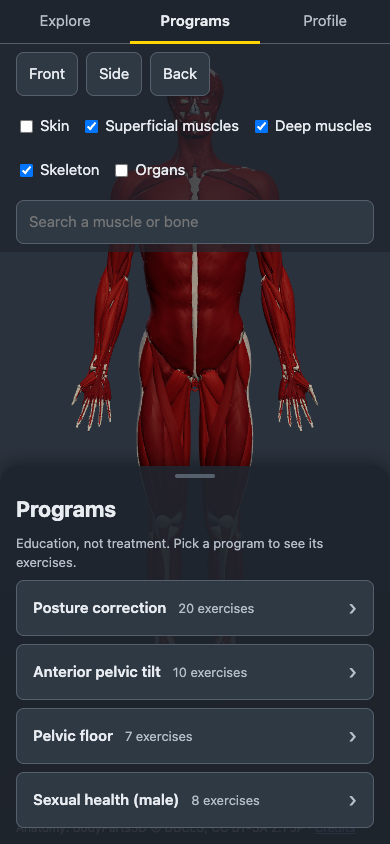 Explore Programs Profile
Front Side Back
Skin Superficial muscles Deep muscles
Skeleton Organs
Search a muscle or bone
Programs
Education, not treatment. Pick a program to see its
exercises.
Posture correction 20 exercises
Anterior pelvic tilt 10 exercises
Pelvic floor 7 exercises
Sexual health (male) 8 exercises